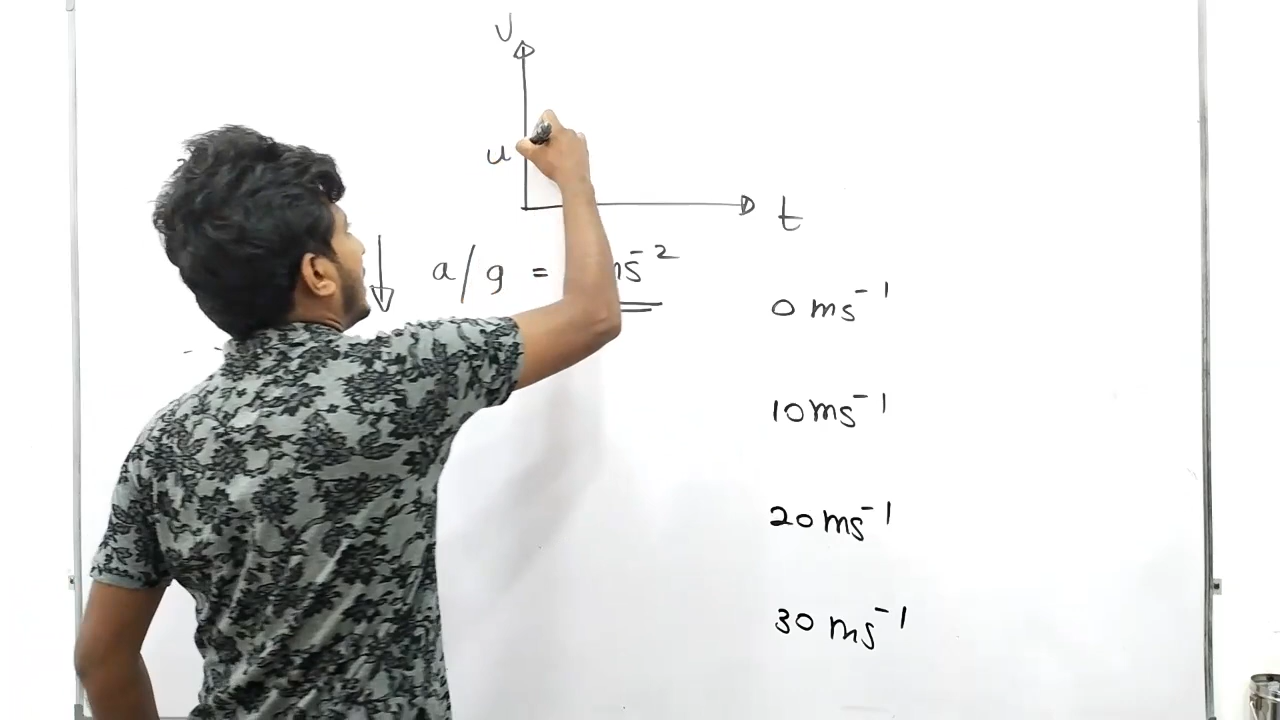 v
u
t
a/g = ms⁻²
0 ms⁻¹
10 ms⁻¹
20 ms⁻¹
30 ms⁻¹